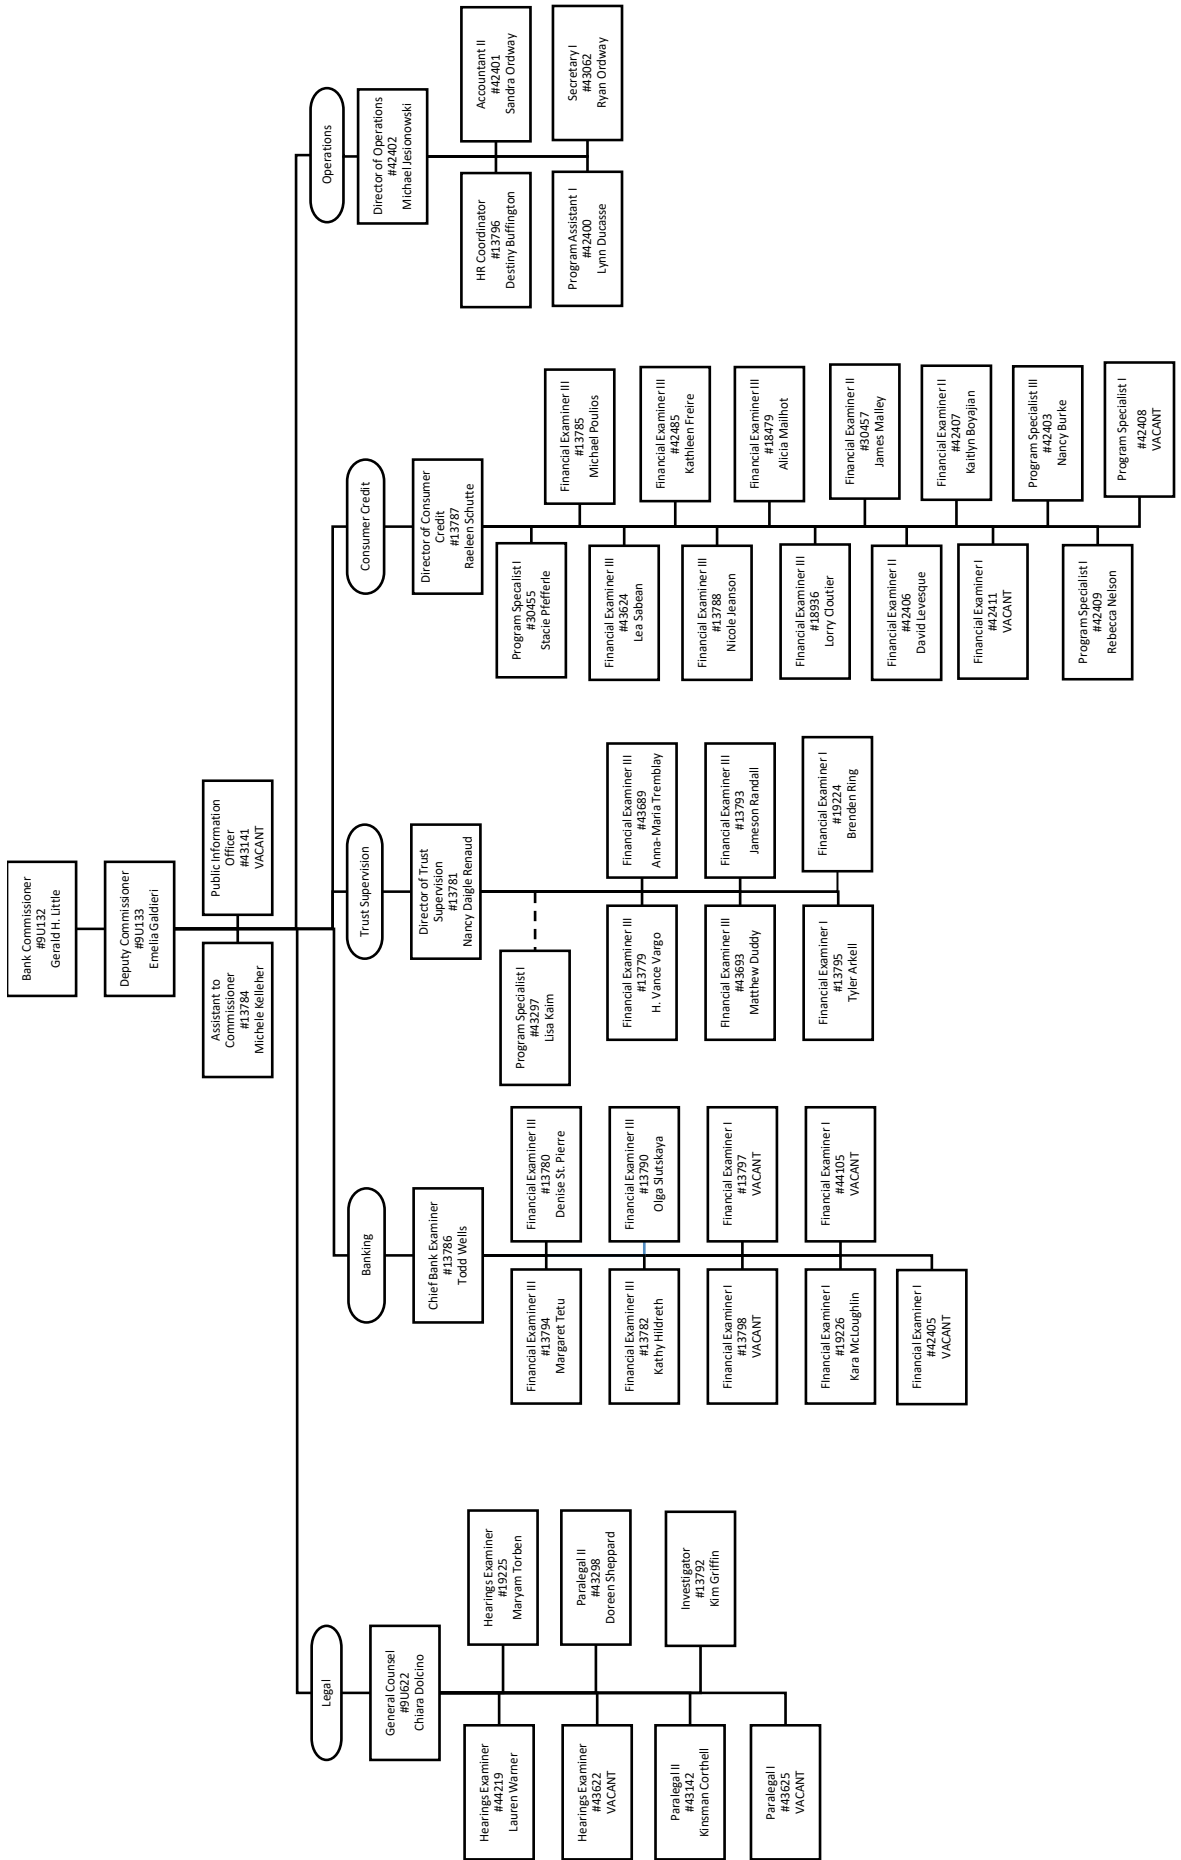 Bank Commissioner
#9U132
Gerald H. Little
Deputy Commissioner
#9U133
Emelia Galdieri
Assistant to
Commissioner
#13784
Michele Kelleher
Public Information
Officer
#43141
VACANT
Legal
General Counsel
#9U622
Chiara Dolcino
Hearings Examiner
#44219
Lauren Warner
Hearings Examiner
#19225
Maryam Torben
Hearings Examiner
#43622
VACANT
Paralegal II
#43298
Doreen Sheppard
Paralegal II
#43142
Kinsman Corthell
Investigator
#13792
Kim Griffin
Paralegal I
#43625
VACANT
Banking
Chief Bank Examiner
#13786
Todd Wells
Financial Examiner III
#13794
Margaret Tetu
Financial Examiner III
#13780
Denise St. Pierre
Financial Examiner III
#13782
Kathy Hildreth
Financial Examiner III
#13790
Olga Slutskaya
Financial Examiner I
#13798
VACANT
Financial Examiner I
#13797
VACANT
FInancial Examiner I
#19226
Kara McLoughlin
Financial Examiner I
#44105
VACANT
Financial Examiner I
#42405
VACANT
Trust Supervision
Director of Trust
Supervision
#13781
Nancy Daigle Renaud
Program Specialist I
#43297
Lisa Kaim
Financial Examiner III
#13779
H. Vance Vargo
Financial Examiner III
#43689
Anna-Maria Tremblay
FInancial Examiner III
#43693
Matthew Duddy
Financial Examiner III
#13793
Jameson Randall
Financial Examiner I
#13795
Tyler Arkell
Financial Examiner I
#19224
Brenden Ring
Consumer Credit
Director of Consumer
Credit
#13787
Raeleen Schutte
Program Specalist I
#30455
Stacie Pfefferle
Financial Examiner III
#13785
Michael Poulios
Financial Examiner III
#43624
Lea Sabean
Financial Examiner III
#42485
Kathleen Freire
Financial Examiner III
#13788
Nicole Jeanson
Financial Examiner III
#18479
Alicia Mailhot
Financial Examiner III
#18936
Lorry Cloutier
Financial Examiner II
#30457
James Malley
Financial Examiner II
#42406
David Levesque
Financial Examiner II
#42407
Kaitlyn Boyajian
Financial Examiner I
#42411
VACANT
Program Specialist III
#42403
Nancy Burke
Program Specialist I
#42409
Rebecca Nelson
Program Specialist I
#42408
VACANT
Operations
Director of Operations
#42402
Michael Jesionowski
HR Coordinator
#13796
Destiny Buffington
Accountant II
#42401
Sandra Ordway
Program Assistant I
#42400
Lynn Ducasse
Secretary I
#43062
Ryan Ordway